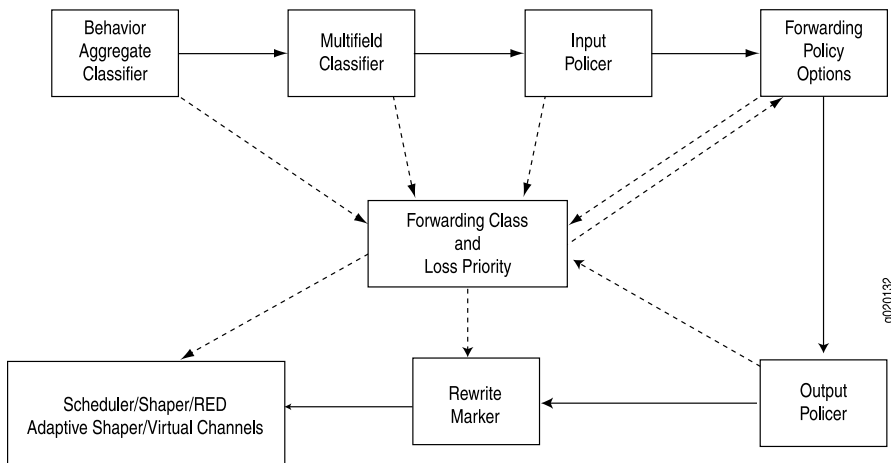 Behavior
Aggregate
Classifier
Multifield
Classifier
Input
Policer
Forwarding
Policy
Options
Forwarding Class
and
Loss Priority
g020132
Scheduler/Shaper/RED
Adaptive Shaper/Virtual Channels
Rewrite
Marker
Output
Policer